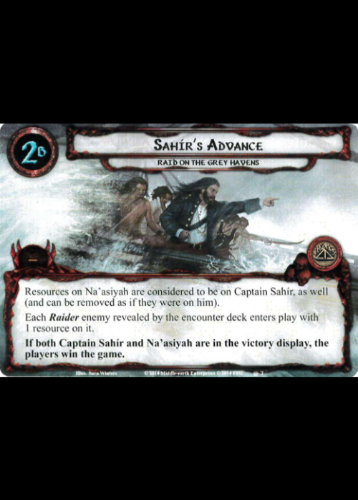 2B
SAHÍR'S ADVANCE
RAID ON THE GREY HAVENS
Resources on Na'asiyah are considered to be on Captain Sahír, as well
(and can be removed as if they were on him).
Each Raider enemy revealed by the encounter deck enters play with
1 resource on it.
If both Captain Sahír and Na'asiyah are in the victory display, the
players win the game.